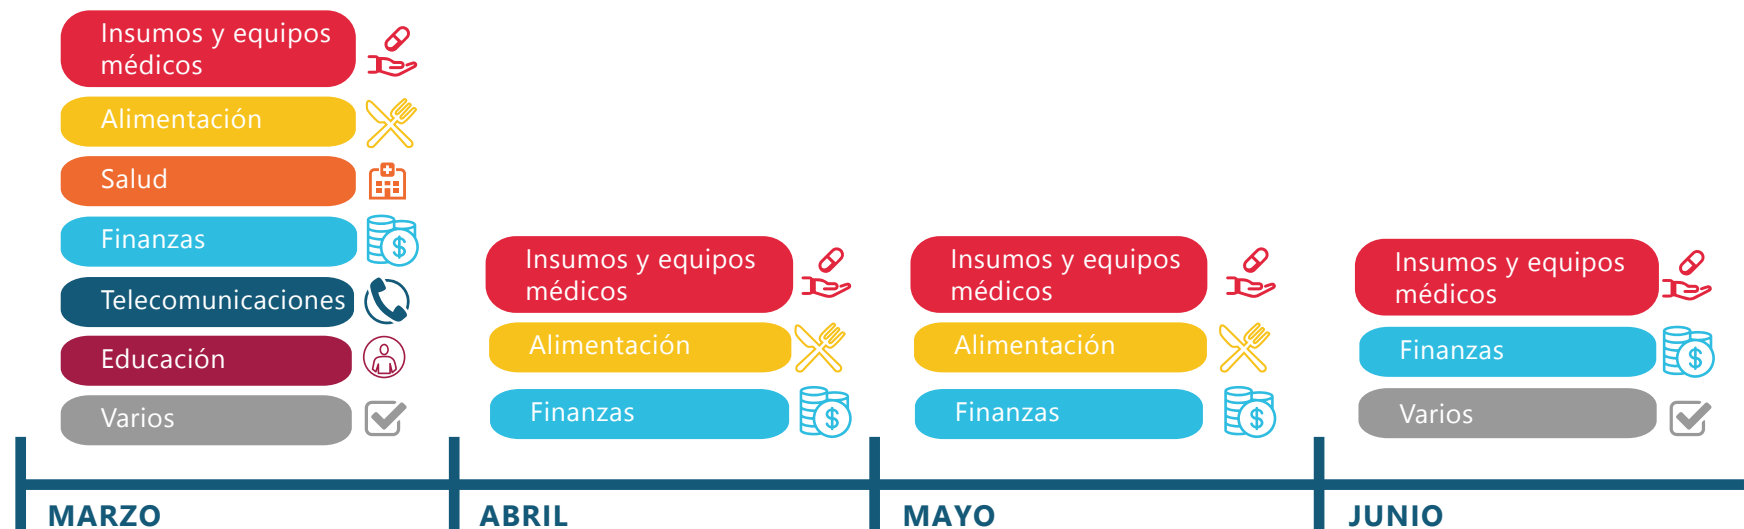 Insumos y equipos
médicos
Alimentación
Salud
Finanzas
Telecomunicaciones
Educación
Varios
MARZO
Insumos y equipos
médicos
Alimentación
Finanzas
ABRIL
Insumos y equipos
médicos
Alimentación
Finanzas
MAYO
Insumos y equipos
médicos
Finanzas
Varios
JUNIO